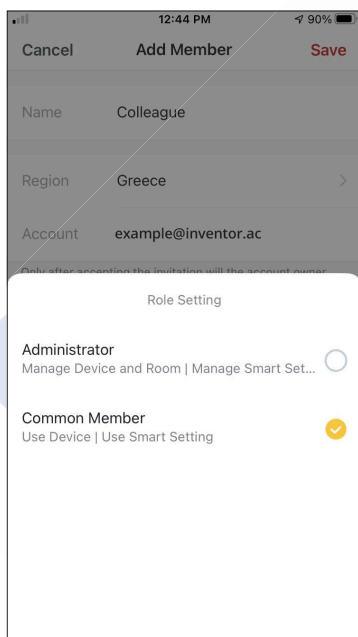 12:44 PM 90%
Cancel Add Member Save
Name Colleague
Region Greece
Account example@inventor.ac
Only after accepting the invitation will the account owner
Role Setting
Administrator
Manage Device and Room | Manage Smart Set...
Common Member
Use Device | Use Smart Setting